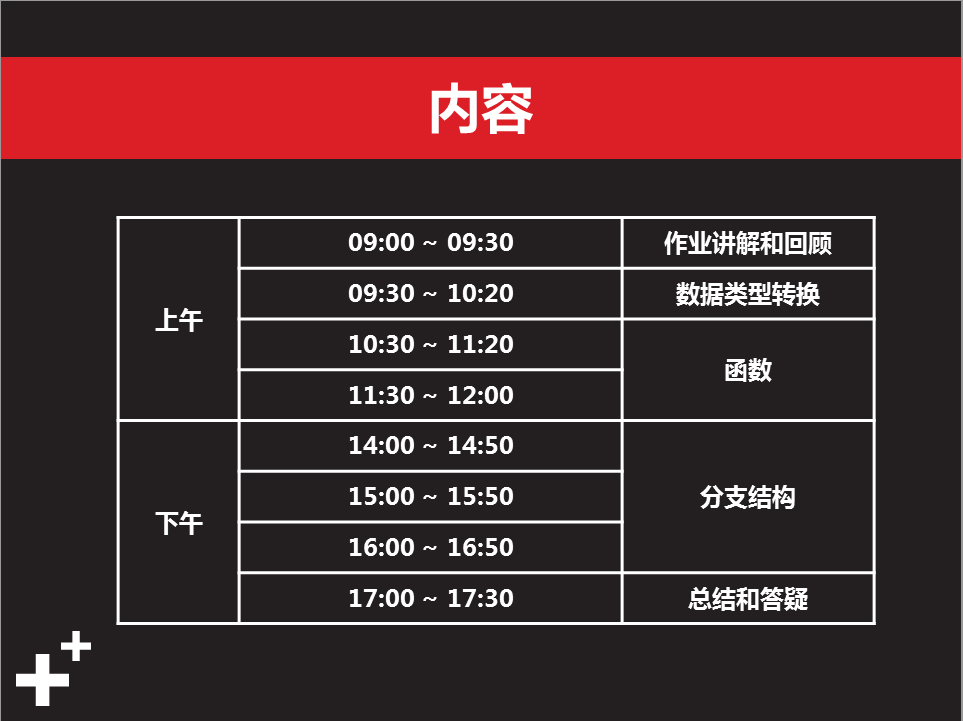 内容
上午
09:00 ~ 09:30
作业讲解和回顾
09:30 ~ 10:20
数据类型转换
10:30 ~ 11:20
函数
11:30 ~ 12:00
下午
14:00 ~ 14:50
分支结构
15:00 ~ 15:50
16:00 ~ 16:50
17:00 ~ 17:30
总结和答疑